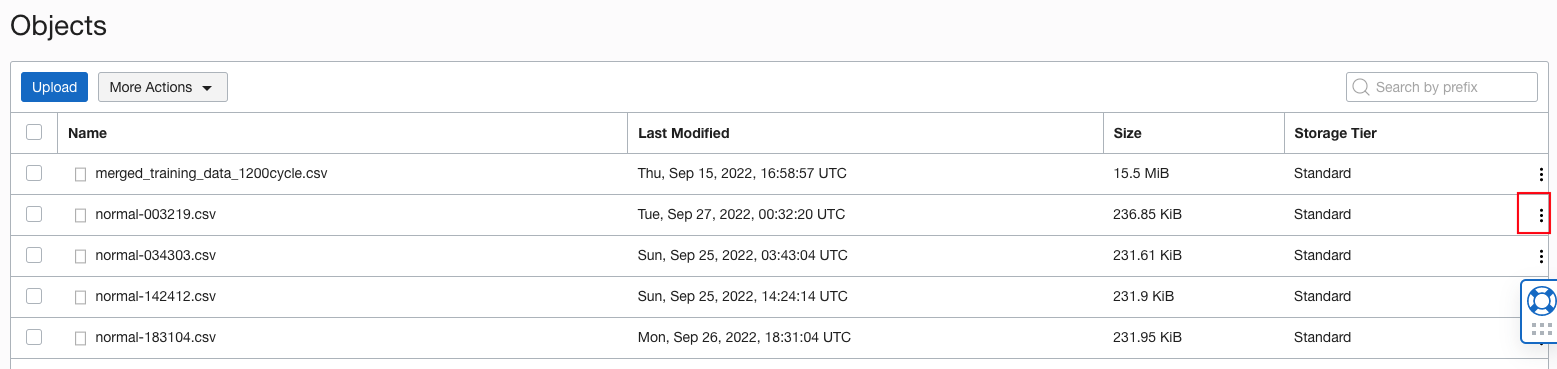 Objects
Upload More Actions Search by prefix
Name Last Modified Size Storage Tier
merged_training_data_1200cycle.csv Thu, Sep 15, 2022, 16:58:57 UTC 15.5 MiB Standard
normal-003219.csv Tue, Sep 27, 2022, 00:32:20 UTC 236.85 KiB Standard
normal-034303.csv Sun, Sep 25, 2022, 03:43:04 UTC 231.61 KiB Standard
normal-142412.csv Sun, Sep 25, 2022, 14:24:14 UTC 231.9 KiB Standard
normal-183104.csv Mon, Sep 26, 2022, 18:31:04 UTC 231.95 KiB Standard